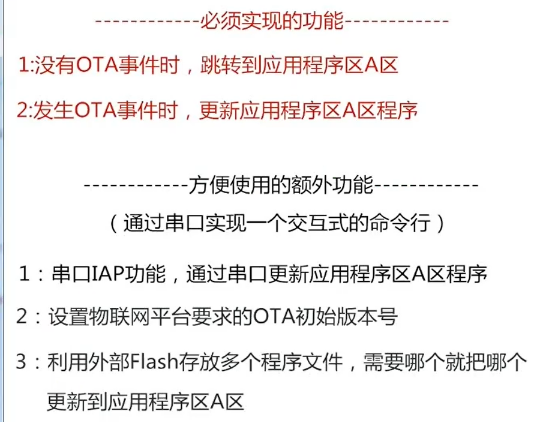 ------------必须实现的功能------------
1:没有OTA事件时，跳转到应用程序区A区
2:发生OTA事件时，更新应用程序区A区程序
------------方便使用的额外功能------------
（通过串口实现一个交互式的命令行）
1：串口IAP功能，通过串口更新应用程序区A区程序
2：设置物联网平台要求的OTA初始版本号
3：利用外部Flash存放多个程序文件，需要哪个就把哪个
更新到应用程序区A区